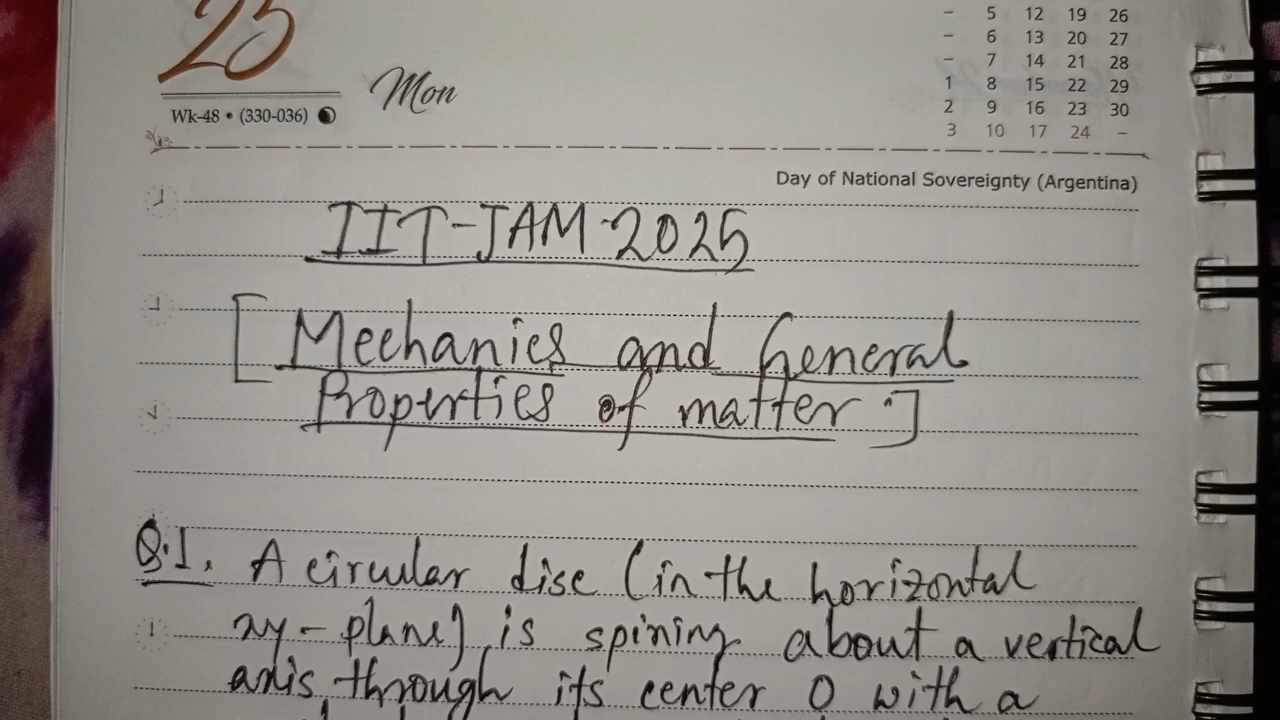 25
Mon
Wk-48 • (330-036)
- 5 12 19 26
- 6 13 20 27
- 7 14 21 28
1 8 15 22 29
2 9 16 23 30
3 10 17 24 -
Day of National Sovereignty (Argentina)
IIT-JAM-2025
[Mechanics and General
Properties of matter.]
Q.1. A circular disc (in the horizontal
xy-plane) is spining about a vertical
axis through its center O with a